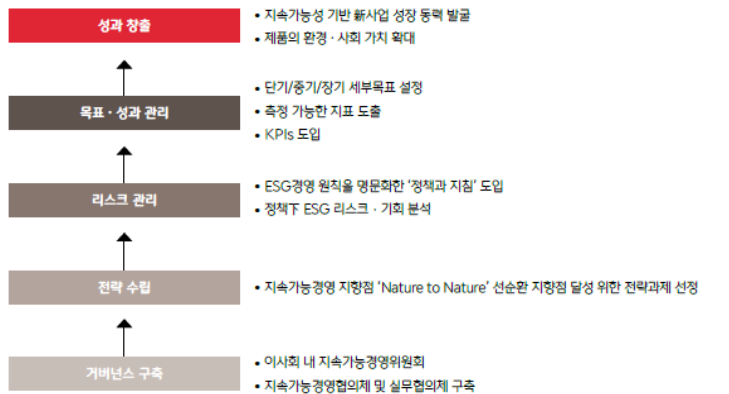 성과 창출
• 지속가능성 기반 新사업 성장 동력 발굴
• 제품의 환경 · 사회 가치 확대
목표 · 성과 관리
• 단기/중기/장기 세부목표 설정
• 측정 가능한 지표 도출
• KPIs 도입
리스크 관리
• ESG경영 원칙을 명문화한 ‘정책과 지침’ 도입
• 정책下 ESG 리스크 · 기회 분석
전략 수립
• 지속가능경영 지향점 ‘Nature to Nature’ 선순환 지향점 달성 위한 전략과제 선정
거버넌스 구축
• 이사회 내 지속가능경영위원회
• 지속가능경영협의체 및 실무협의체 구축